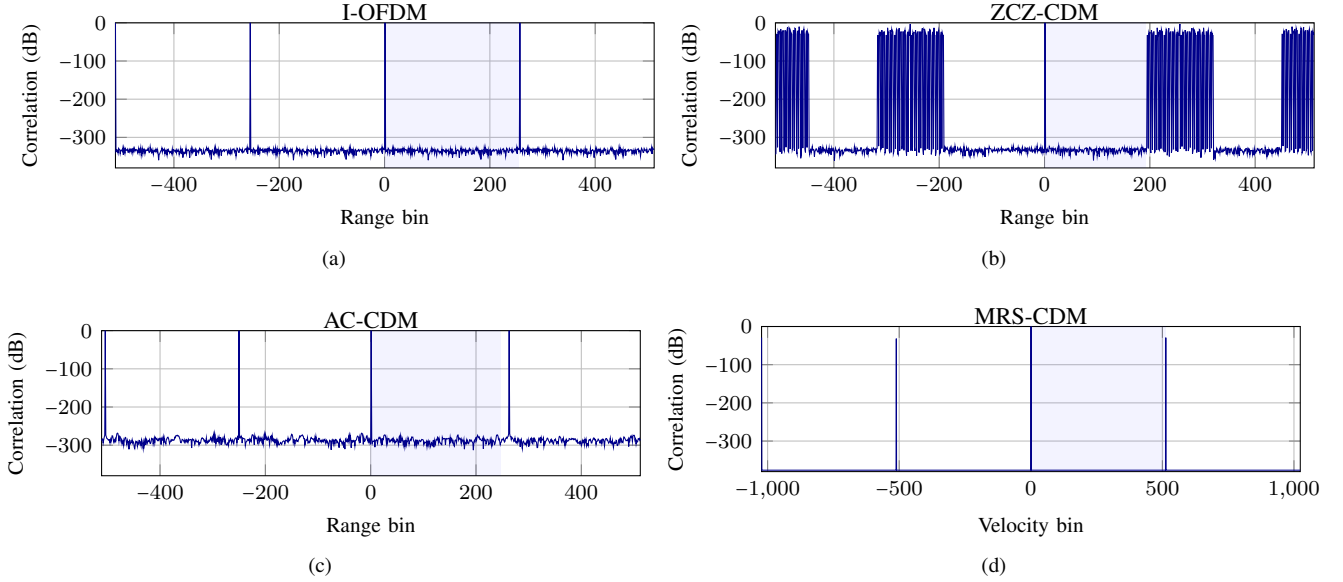 I-OFDM
0
−100
−200
−300
Correlation (dB)
−400 −200 0 200 400
Range bin
(a)
ZCZ-CDM
0
−100
−200
−300
Correlation (dB)
−400 −200 0 200 400
Range bin
(b)
AC-CDM
0
−100
−200
−300
Correlation (dB)
−400 −200 0 200 400
Range bin
(c)
MRS-CDM
0
−100
−200
−300
Correlation (dB)
−1,000 −500 0 500 1,000
Velocity bin
(d)